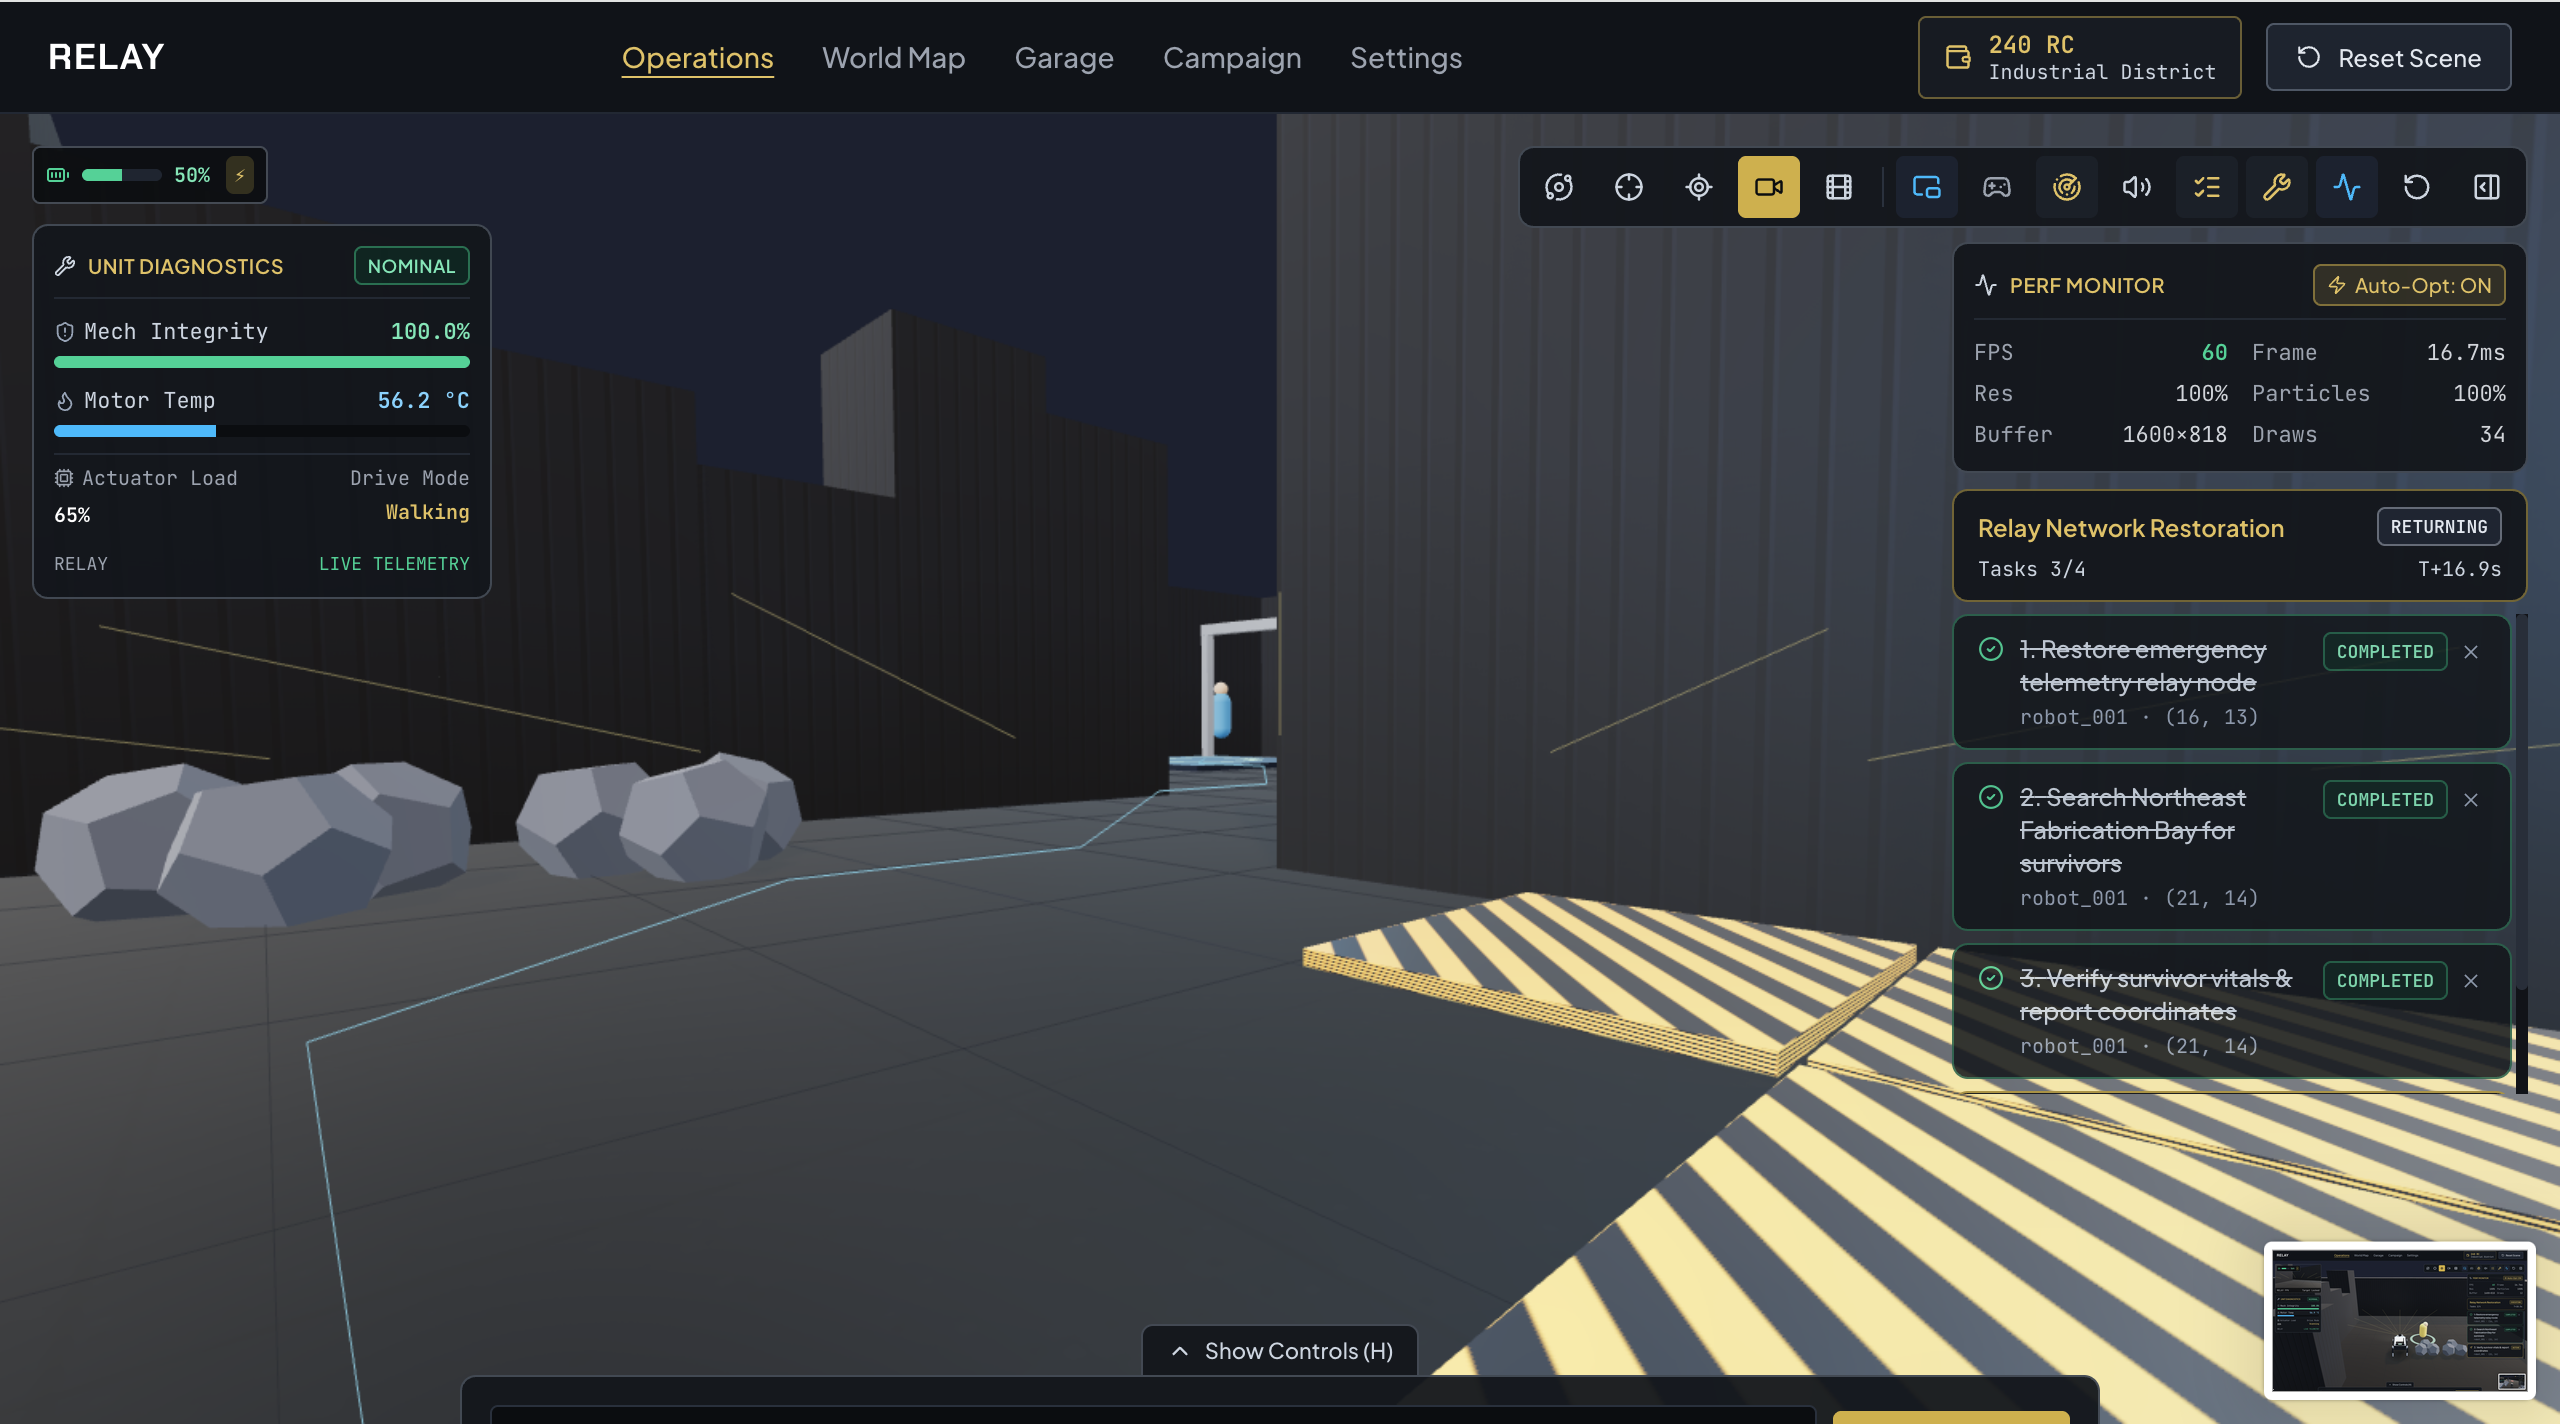 RELAY
Operations
World Map
Garage
Campaign
Settings
240 RC
Industrial District
Reset Scene
50%
UNIT DIAGNOSTICS
NOMINAL
Mech Integrity
100.0%
Motor Temp
56.2 °C
Actuator Load
Drive Mode
65%
Walking
RELAY
LIVE TELEMETRY
PERF MONITOR
Auto-Opt: ON
FPS
60
Frame
16.7ms
Res
100%
Particles
100%
Buffer
1600×818
Draws
34
Relay Network Restoration
RETURNING
Tasks 3/4
T+16.9s
1. Restore emergency
telemetry relay node
COMPLETED
robot_001 · (16, 13)
2. Search Northeast
Fabrication Bay for
survivors
COMPLETED
robot_001 · (21, 14)
3. Verify survivor vitals &
report coordinates
COMPLETED
robot_001 · (21, 14)
Show Controls (H)